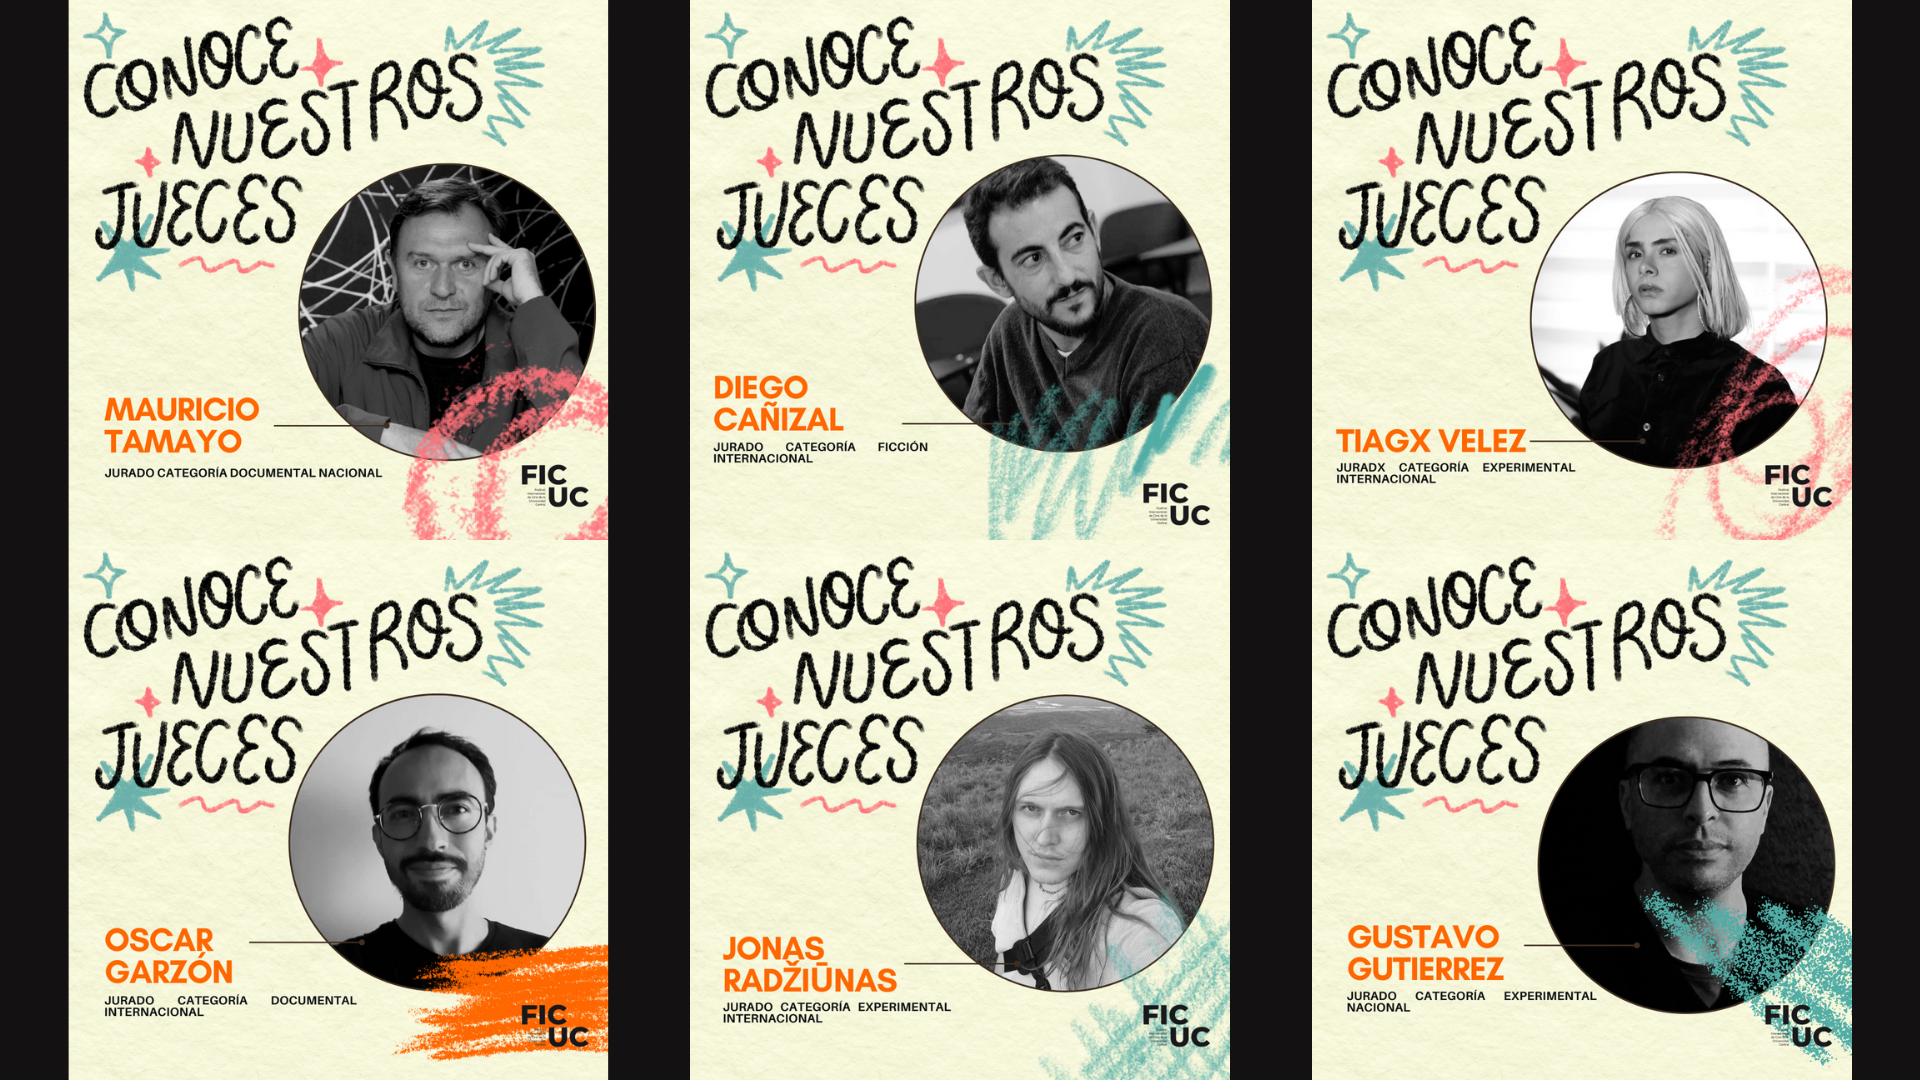 CONOCE
NUESTROS
JUECES
MAURICIO
TAMAYO
JURADO CATEGORÍA DOCUMENTAL NACIONAL
FIC
UC
CONOCE
NUESTROS
JUECES
DIEGO
CAÑIZAL
JURADO CATEGORÍA FICCIÓN
INTERNACIONAL
FIC
UC
CONOCE
NUESTROS
JUECES
TIAGX VELEZ
JURADX CATEGORÍA EXPERIMENTAL
INTERNACIONAL
FIC
UC
CONOCE
NUESTROS
JUECES
OSCAR
GARZÓN
JURADO CATEGORÍA DOCUMENTAL
INTERNACIONAL
FIC
UC
CONOCE
NUESTROS
JUECES
JONAS
RADŽIŪNAS
JURADO CATEGORÍA EXPERIMENTAL
INTERNACIONAL
FIC
UC
CONOCE
NUESTROS
JUECES
GUSTAVO
GUTIERREZ
JURADO CATEGORÍA EXPERIMENTAL
NACIONAL
FIC
UC